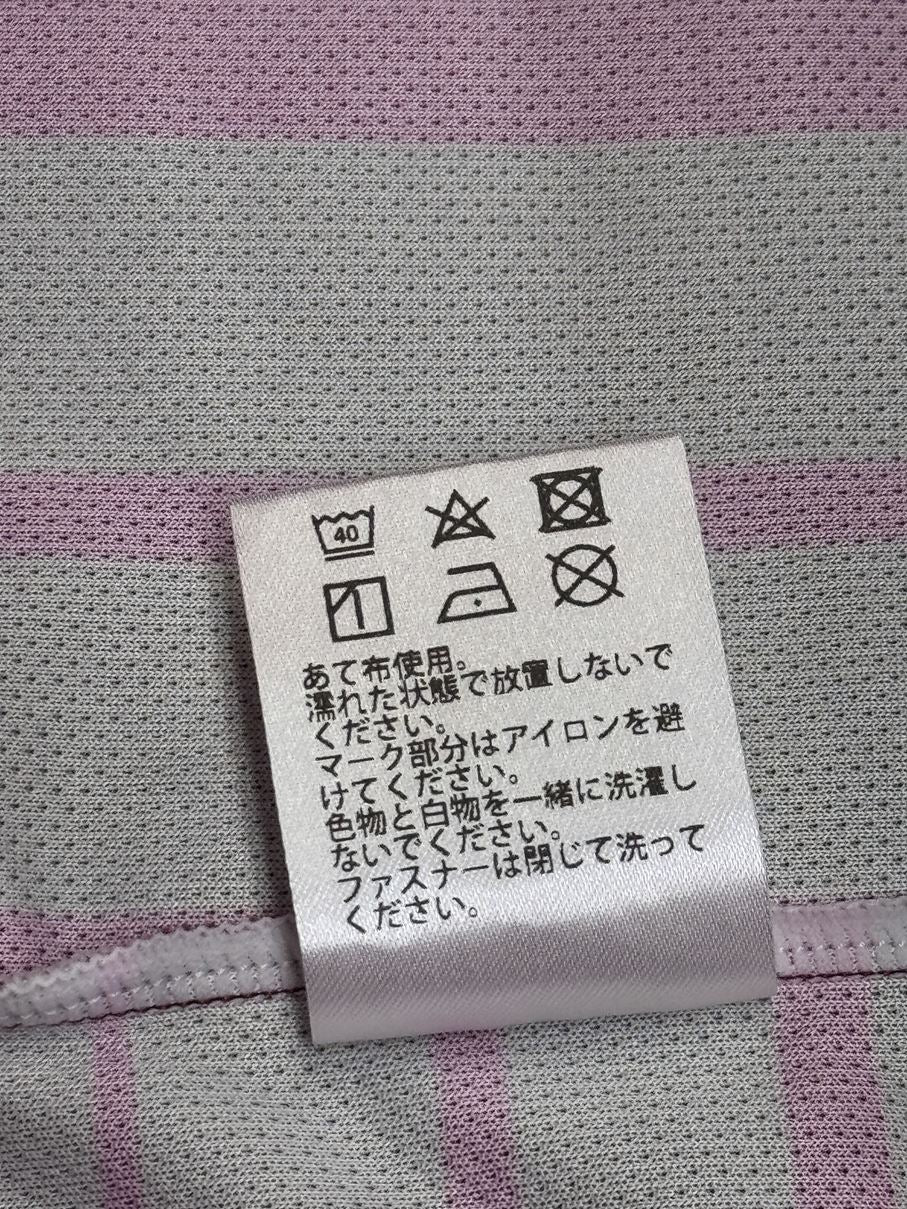 40
あて布使用。
濡れた状態で放置しないで
ください。
マーク部分はアイロンを避
けてください。
色物と白物を一緒に洗濯し
ないでください。
ファスナーは閉じて洗って
ください。